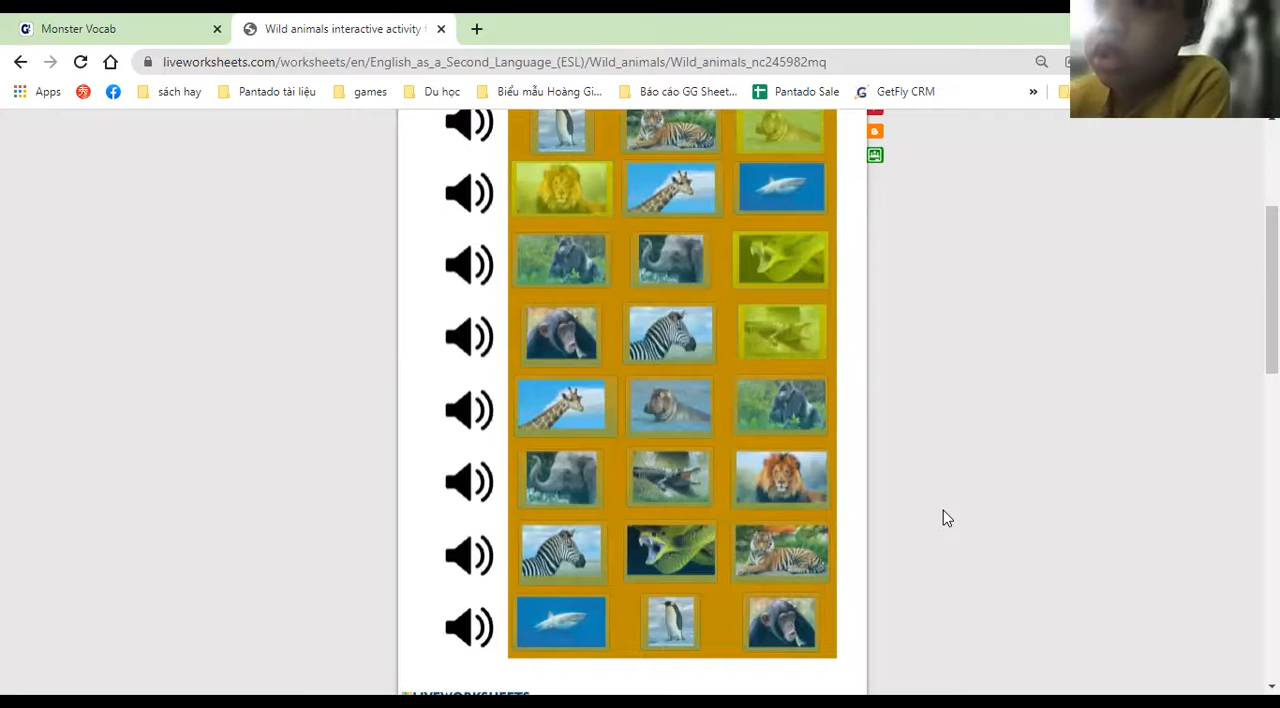 Monster Vocab
Wild animals interactive activity f
liveworksheets.com/worksheets/en/English_as_a_Second_Language_(ESL)/Wild_animals/Wild_animals_nc245982mq
Apps sách hay Pantado tài liệu games Du học Biểu mẫu Hoàng Gi... Báo cáo GG Sheet... Pantado Sale GetFly CRM »
LIVEWORKSHEETS